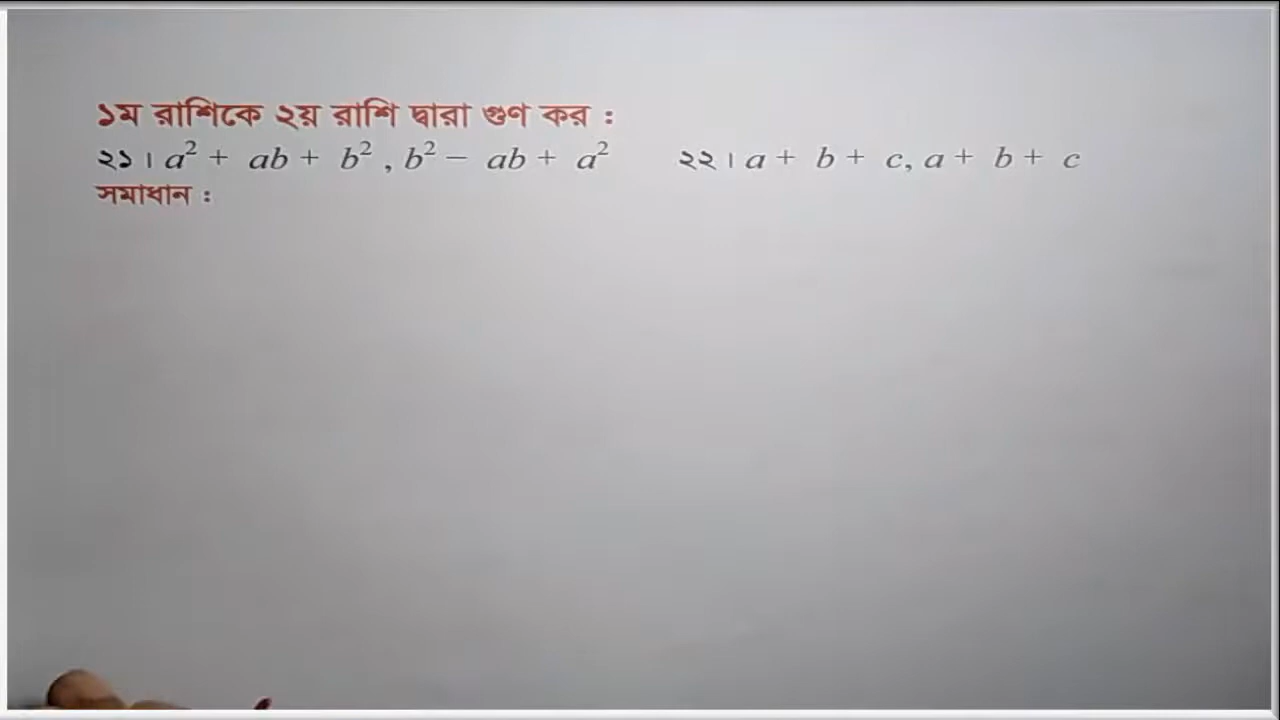 ১ম রাশিকে ২য় রাশি দ্বারা গুণ কর :
২১। a² + ab + b² , b² − ab + a² ২২। a + b + c, a + b + c
সমাধান :